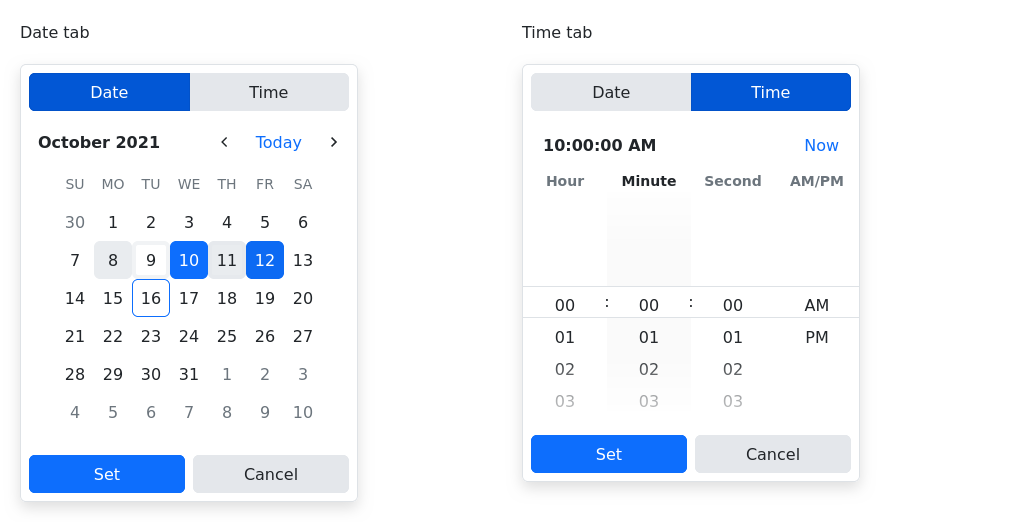 Date tab
Date Time
October 2021 Today
SU MO TU WE TH FR SA
30 1 2 3 4 5 6
7 8 9 10 11 12 13
14 15 16 17 18 19 20
21 22 23 24 25 26 27
28 29 30 31 1 2 3
4 5 6 7 8 9 10
Set Cancel
Time tab
Date Time
10:00:00 AM Now
Hour Minute Second AM/PM
00 : 00 : 00 AM
01 01 01 PM
02 02 02
03 03 03
Set Cancel